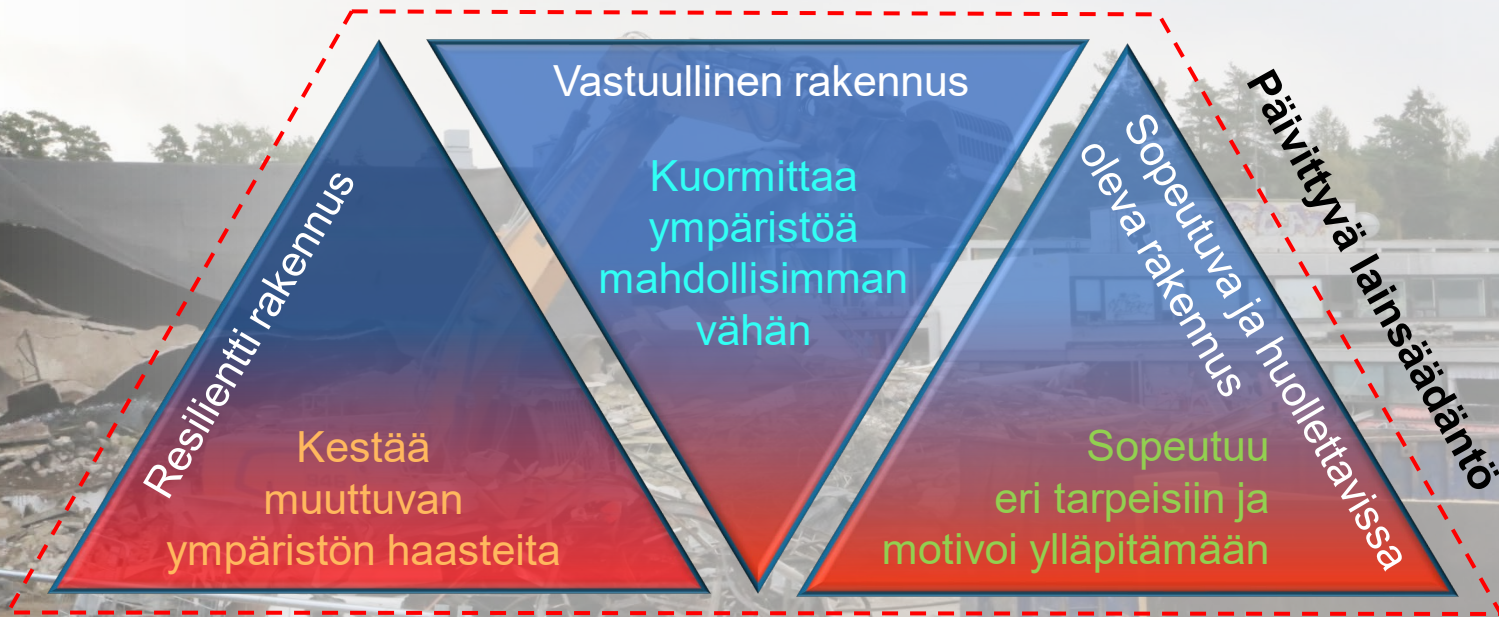 Resilientti rakennus
Kestää
muuttuvan
ympäristön haasteita
Vastuullinen rakennus
Kuormittaa
ympäristöä
mahdollisimman
vähän
Sopeutuva ja huollettavissa
oleva rakennus
Sopeutuu
eri tarpeisiin ja
motivoi ylläpitämään
Päivittyvä lainsäädäntö